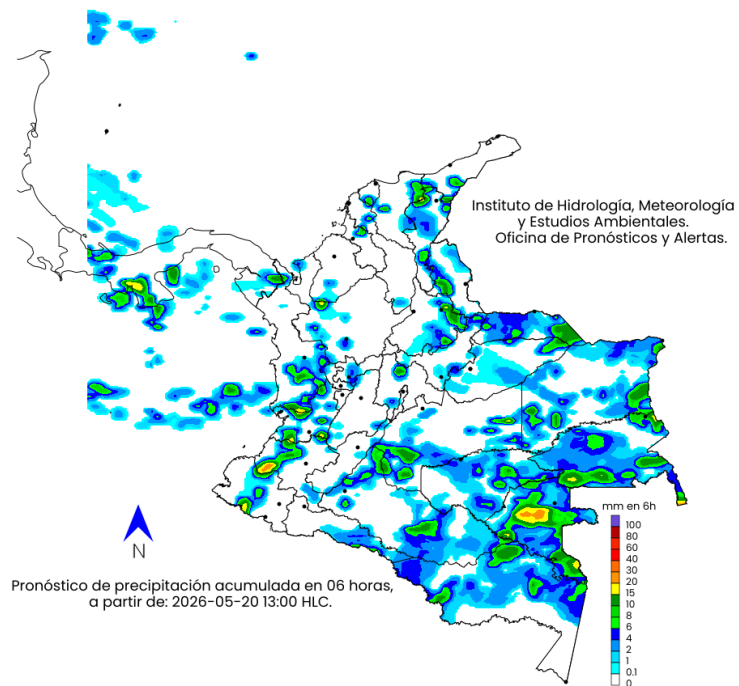 Instituto de Hidrología, Meteorología
y Estudios Ambientales.
Oficina de Pronósticos y Alertas.
N
Pronóstico de precipitación acumulada en 06 horas,
a partir de: 2026-05-20 13:00 HLC.
mm en 6h
100
80
60
40
30
20
15
10
8
6
4
2
1
0.1
0